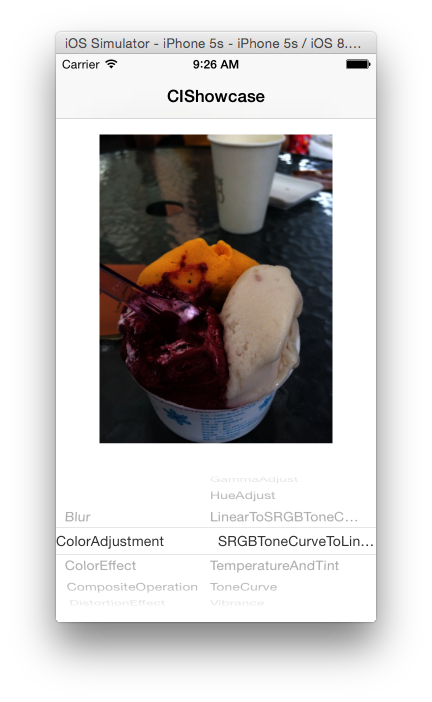 iOS Simulator - iPhone 5s - iPhone 5s / iOS 8....
Carrier 9:26 AM
CIShowcase
GammaAdjust
HueAdjust
Blur LinearToSRGBToneC...
ColorAdjustment SRGBToneCurveToLin...
ColorEffect TemperatureAndTint
CompositeOperation ToneCurve
DistortionEffect Vibrance